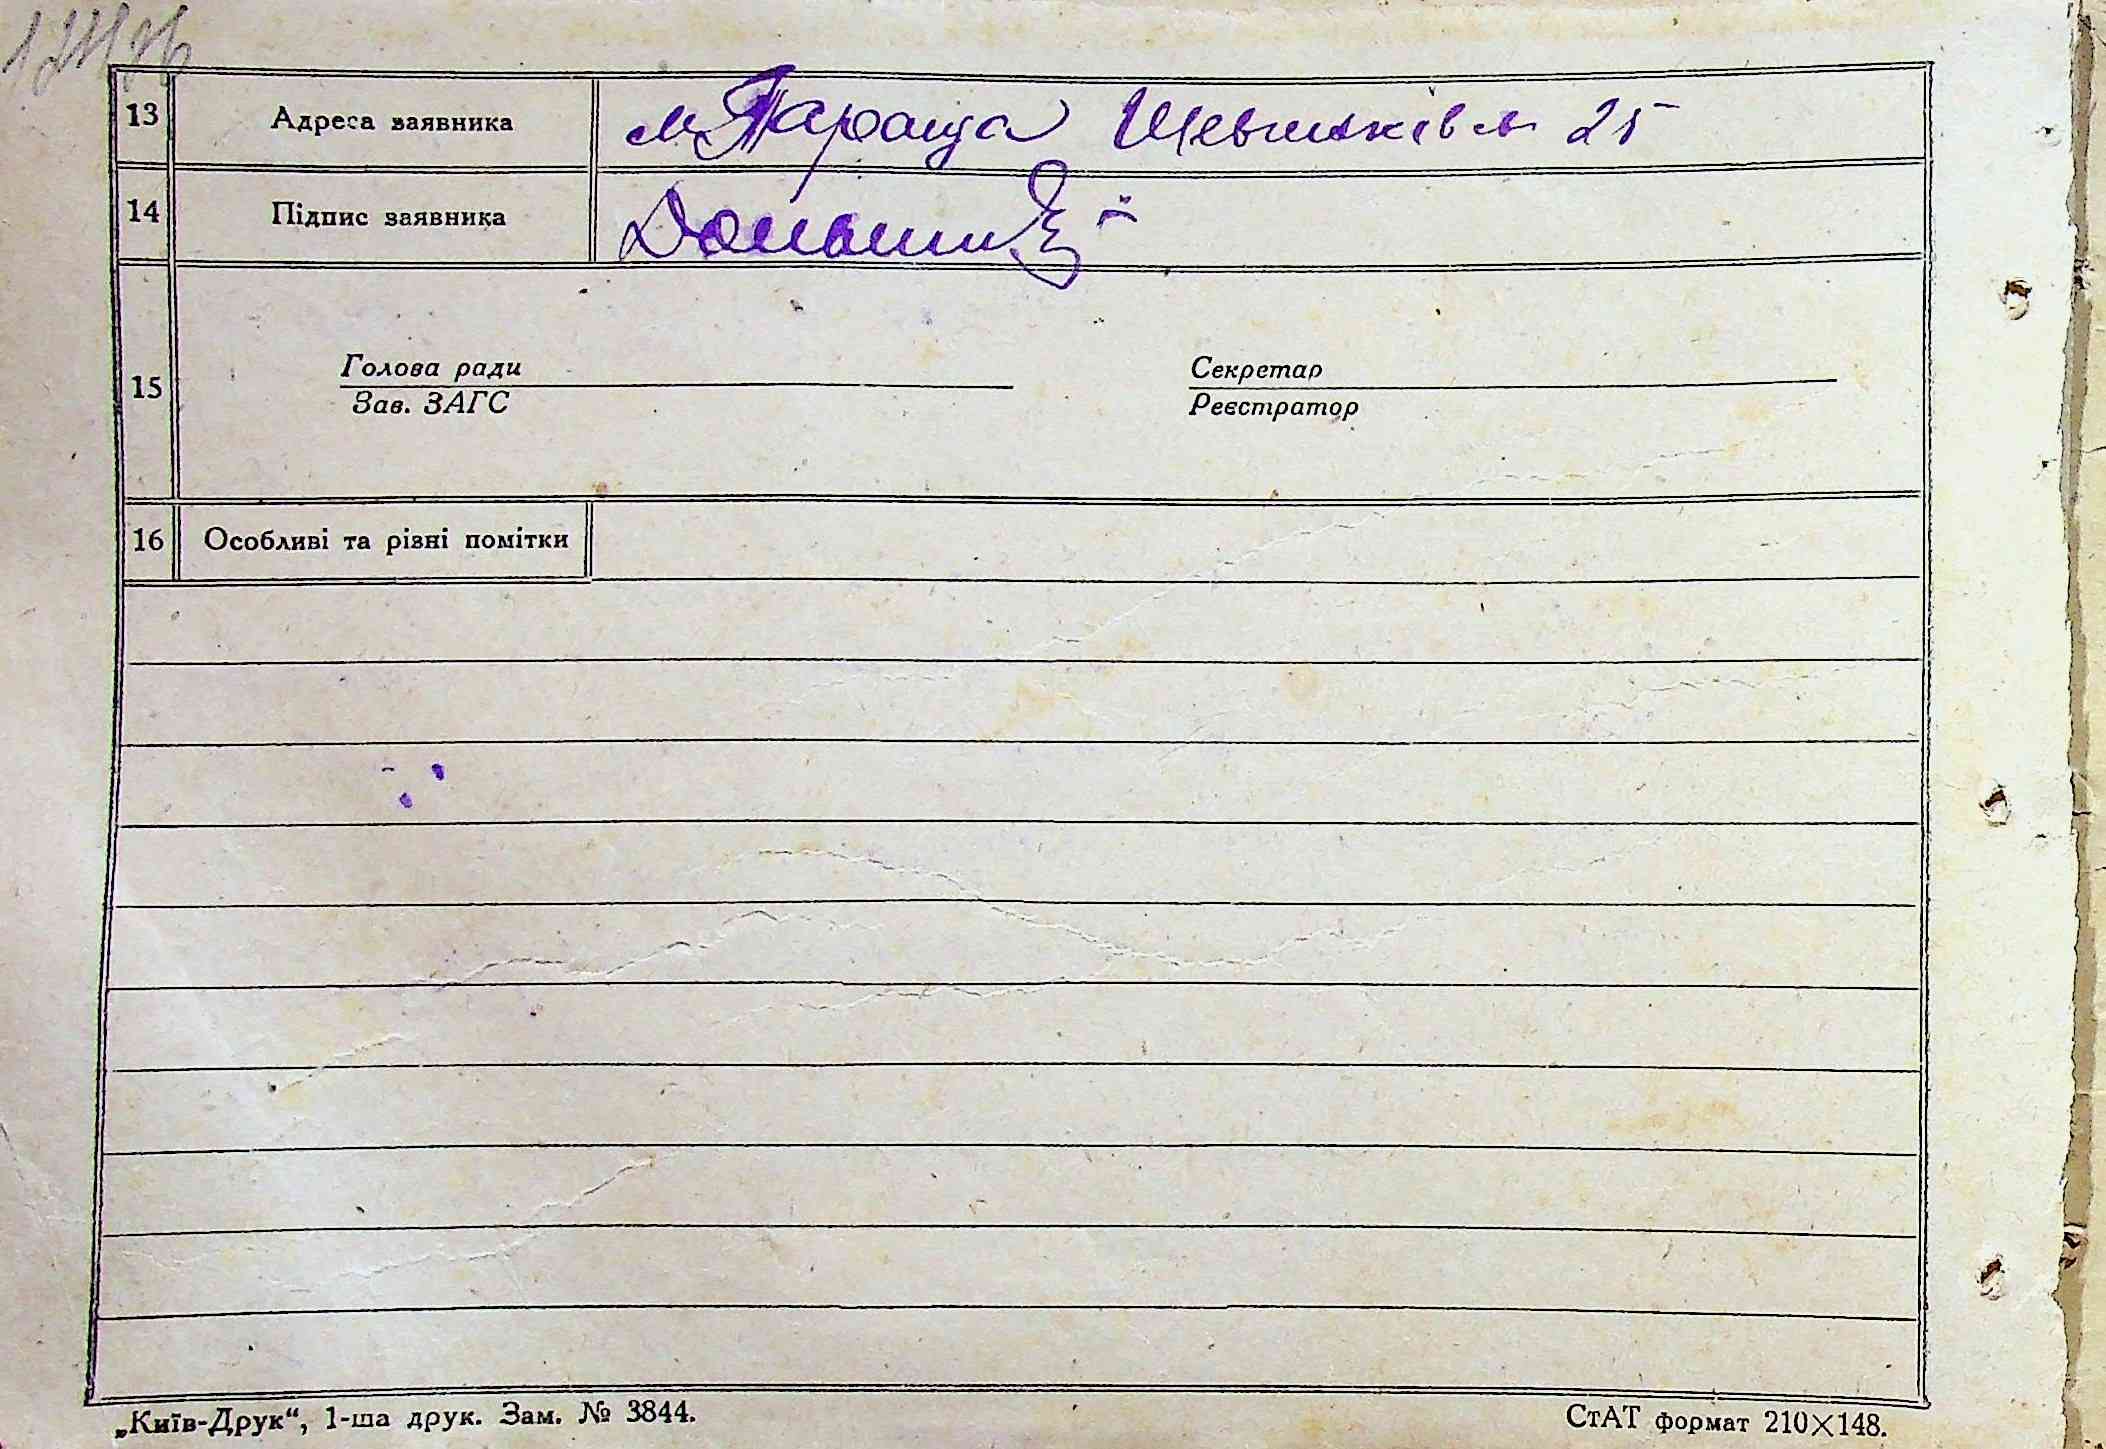 13 Адреса заявника м Тараща Шевченків 25
14 Підпис заявника
15
Голова ради Секретар
Зав. ЗАГС Реєстратор
16 Особливі та різні помітки
„Київ-Друк“, 1-ша друк. Зам. № 3844. СтАТ формат 210×148.